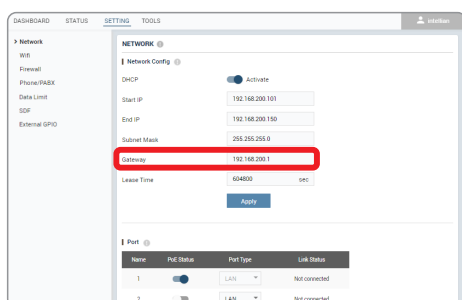 DASHBOARD STATUS SETTING TOOLS intellian
> Network
Wifi
Firewall
Phone/PABX
Data Limit
SDF
External GPIO
NETWORK
Network Config
DHCP Activate
Start IP 192.168.200.101
End IP 192.168.200.150
Subnet Mask 255.255.255.0
Gateway 192.168.200.1
Lease Time 604800 sec
Apply
Port
Name PoE Status Port Type Link Status
1 LAN Not connected
2 LAN Not connected